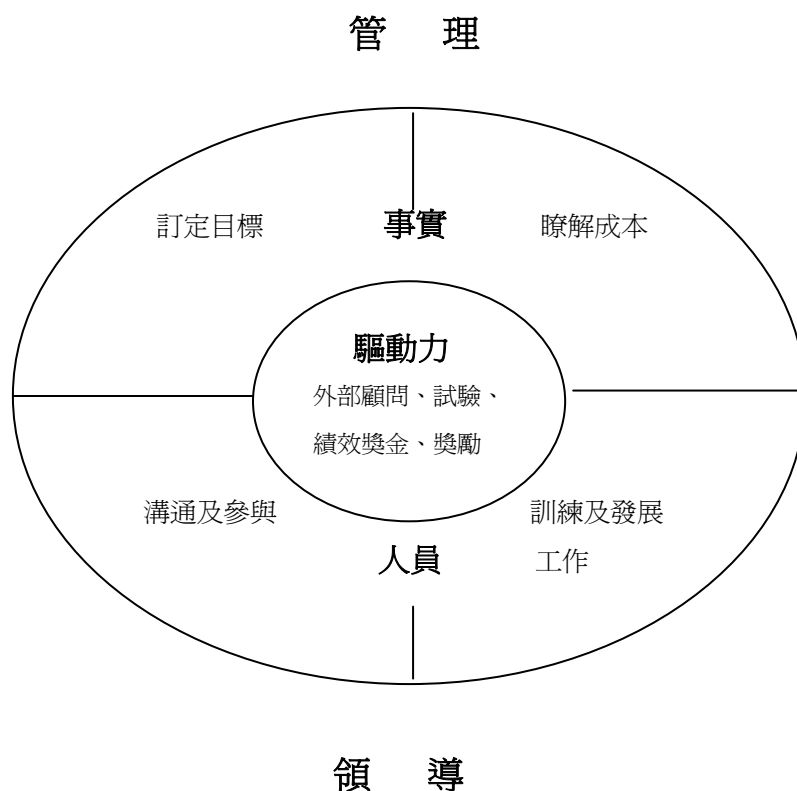 管 理
訂定目標
事實
瞭解成本
驅動力
外部顧問、試驗、
績效獎金、獎勵
溝通及參與
訓練及發展
人員
工作
領 導